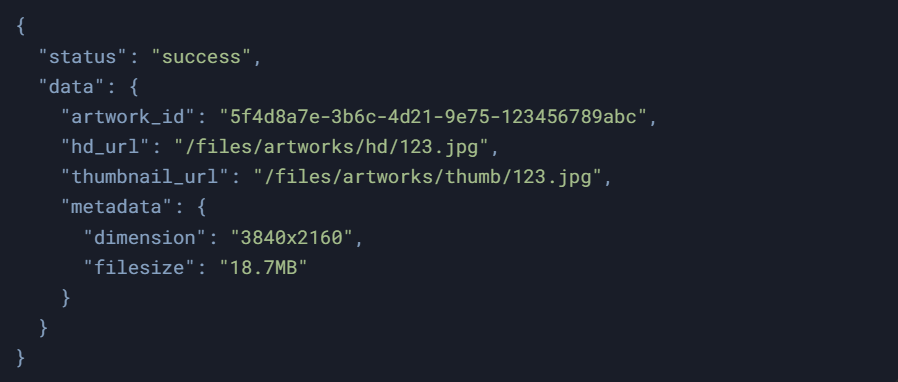 {
  "status": "success",
  "data": {
    "artwork_id": "5f4d8a7e-3b6c-4d21-9e75-123456789abc",
    "hd_url": "/files/artworks/hd/123.jpg",
    "thumbnail_url": "/files/artworks/thumb/123.jpg",
    "metadata": {
      "dimension": "3840x2160",
      "filesize": "18.7MB"
    }
  }
}